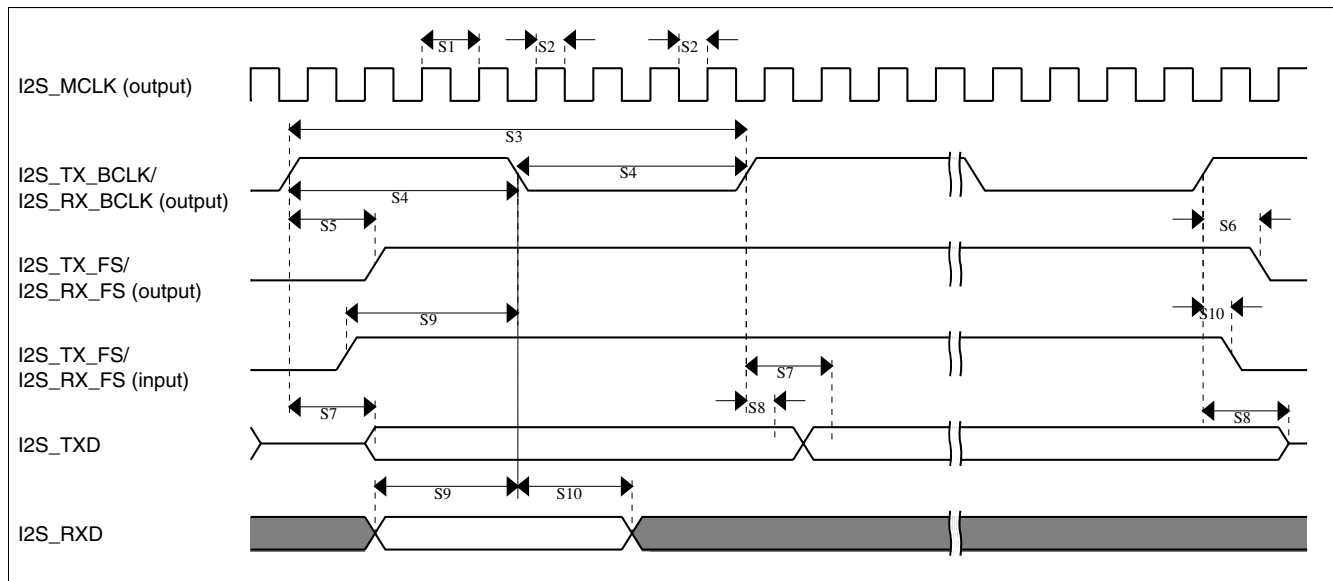 S1
S2
S2
I2S_MCLK (output)
S3
I2S_TX_BCLK/
I2S_RX_BCLK (output)
S4
S4
S5
S6
I2S_TX_FS/
I2S_RX_FS (output)
S9
S10
I2S_TX_FS/
I2S_RX_FS (input)
S7
S7
S8
S8
I2S_TXD
S9
S10
I2S_RXD